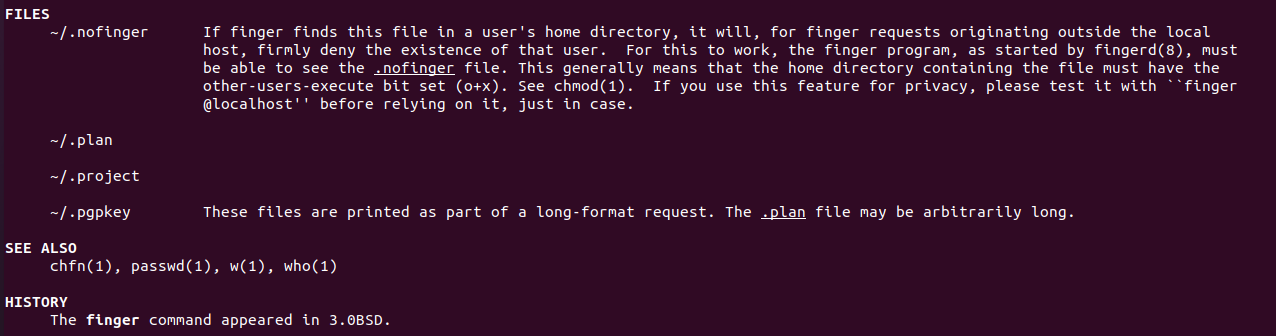 FILES
~/.nofinger If finger finds this file in a user's home directory, it will, for finger requests originating outside the local
host, firmly deny the existence of that user.  For this to work, the finger program, as started by fingerd(8), must
be able to see the .nofinger file. This generally means that the home directory containing the file must have the
other-users-execute bit set (o+x). See chmod(1).  If you use this feature for privacy, please test it with ``finger
@localhost'' before relying on it, just in case.
~/.plan
~/.project
~/.pgpkey These files are printed as part of a long-format request. The .plan file may be arbitrarily long.
SEE ALSO
chfn(1), passwd(1), w(1), who(1)
HISTORY
The finger command appeared in 3.0BSD.